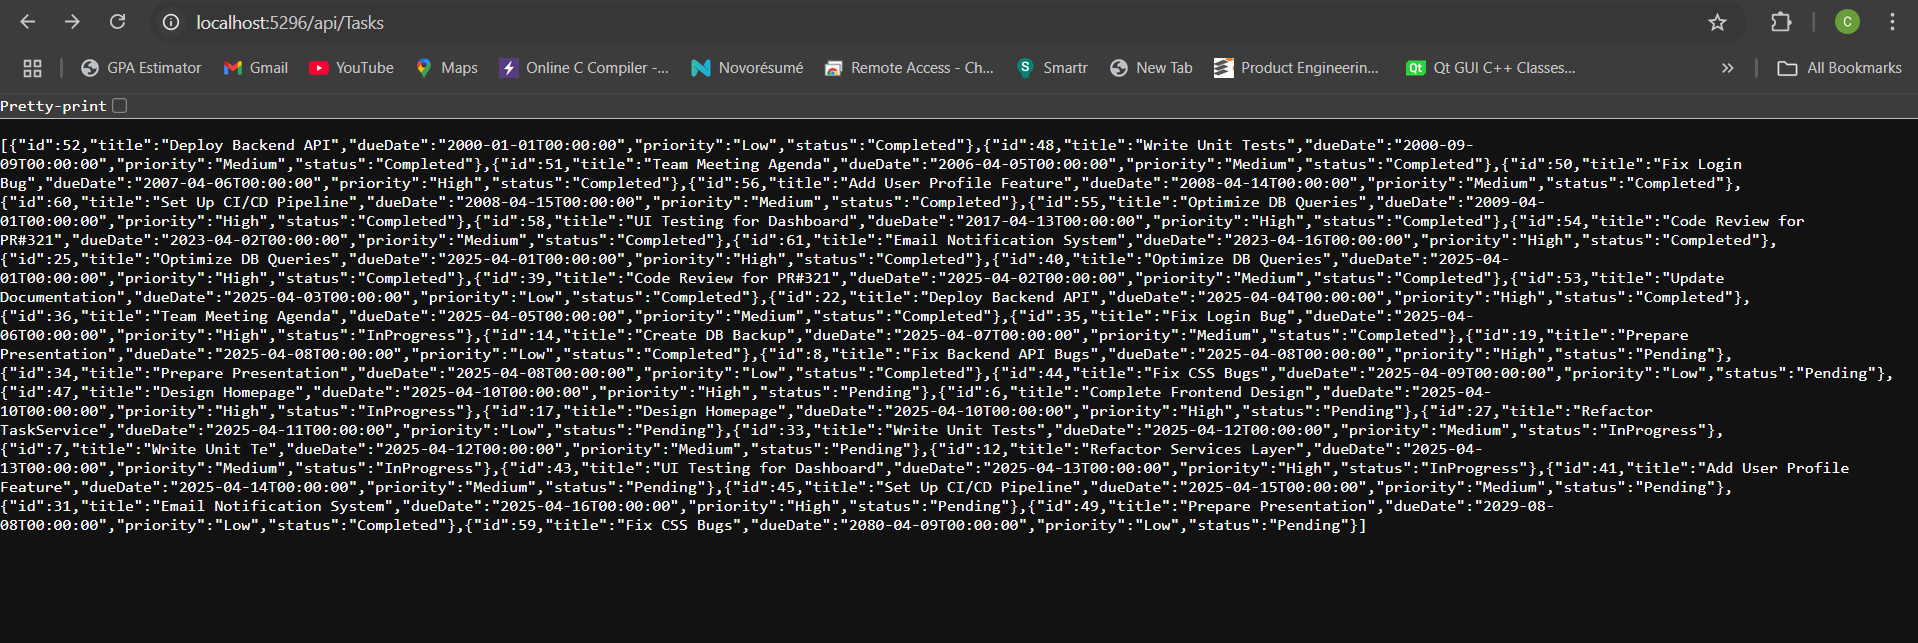 localhost:5296/api/Tasks
C
GPA Estimator Gmail YouTube Maps Online C Compiler -... Novorésumé Remote Access - Ch... Smartr New Tab Product Engineerin... Qt GUI C++ Classes... » All Bookmarks
Pretty-print
[{"id":52,"title":"Deploy Backend API","dueDate":"2000-01-01T00:00:00","priority":"Low","status":"Completed"},{"id":48,"title":"Write Unit Tests","dueDate":"2000-09-
09T00:00:00","priority":"Medium","status":"Completed"},{"id":51,"title":"Team Meeting Agenda","dueDate":"2006-04-05T00:00:00","priority":"Medium","status":"Completed"},{"id":50,"title":"Fix Login
Bug","dueDate":"2007-04-06T00:00:00","priority":"High","status":"Completed"},{"id":56,"title":"Add User Profile Feature","dueDate":"2008-04-14T00:00:00","priority":"Medium","status":"Completed"},
{"id":60,"title":"Set Up CI/CD Pipeline","dueDate":"2008-04-15T00:00:00","priority":"Medium","status":"Completed"},{"id":55,"title":"Optimize DB Queries","dueDate":"2009-04-
01T00:00:00","priority":"High","status":"Completed"},{"id":58,"title":"UI Testing for Dashboard","dueDate":"2017-04-13T00:00:00","priority":"High","status":"Completed"},{"id":54,"title":"Code Review for
PR#321","dueDate":"2023-04-02T00:00:00","priority":"Medium","status":"Completed"},{"id":61,"title":"Email Notification System","dueDate":"2023-04-16T00:00:00","priority":"High","status":"Completed"},
{"id":25,"title":"Optimize DB Queries","dueDate":"2025-04-01T00:00:00","priority":"High","status":"Completed"},{"id":40,"title":"Optimize DB Queries","dueDate":"2025-04-
01T00:00:00","priority":"High","status":"Completed"},{"id":39,"title":"Code Review for PR#321","dueDate":"2025-04-02T00:00:00","priority":"Medium","status":"Completed"},{"id":53,"title":"Update
Documentation","dueDate":"2025-04-03T00:00:00","priority":"Low","status":"Completed"},{"id":22,"title":"Deploy Backend API","dueDate":"2025-04-04T00:00:00","priority":"High","status":"Completed"},
{"id":36,"title":"Team Meeting Agenda","dueDate":"2025-04-05T00:00:00","priority":"Medium","status":"Completed"},{"id":35,"title":"Fix Login Bug","dueDate":"2025-04-
06T00:00:00","priority":"High","status":"InProgress"},{"id":14,"title":"Create DB Backup","dueDate":"2025-04-07T00:00:00","priority":"Medium","status":"Completed"},{"id":19,"title":"Prepare
Presentation","dueDate":"2025-04-08T00:00:00","priority":"Low","status":"Completed"},{"id":8,"title":"Fix Backend API Bugs","dueDate":"2025-04-08T00:00:00","priority":"High","status":"Pending"},
{"id":34,"title":"Prepare Presentation","dueDate":"2025-04-08T00:00:00","priority":"Low","status":"Completed"},{"id":44,"title":"Fix CSS Bugs","dueDate":"2025-04-09T00:00:00","priority":"Low","status":"Pending"},
{"id":47,"title":"Design Homepage","dueDate":"2025-04-10T00:00:00","priority":"High","status":"Pending"},{"id":6,"title":"Complete Frontend Design","dueDate":"2025-04-
10T00:00:00","priority":"High","status":"InProgress"},{"id":17,"title":"Design Homepage","dueDate":"2025-04-10T00:00:00","priority":"High","status":"Pending"},{"id":27,"title":"Refactor
TaskService","dueDate":"2025-04-11T00:00:00","priority":"Low","status":"Pending"},{"id":33,"title":"Write Unit Tests","dueDate":"2025-04-12T00:00:00","priority":"Medium","status":"InProgress"},
{"id":7,"title":"Write Unit Te","dueDate":"2025-04-12T00:00:00","priority":"Medium","status":"Pending"},{"id":12,"title":"Refactor Services Layer","dueDate":"2025-04-
13T00:00:00","priority":"Medium","status":"InProgress"},{"id":43,"title":"UI Testing for Dashboard","dueDate":"2025-04-13T00:00:00","priority":"High","status":"InProgress"},{"id":41,"title":"Add User Profile
Feature","dueDate":"2025-04-14T00:00:00","priority":"Medium","status":"Pending"},{"id":45,"title":"Set Up CI/CD Pipeline","dueDate":"2025-04-15T00:00:00","priority":"Medium","status":"Pending"},
{"id":31,"title":"Email Notification System","dueDate":"2025-04-16T00:00:00","priority":"High","status":"Pending"},{"id":49,"title":"Prepare Presentation","dueDate":"2029-08-
08T00:00:00","priority":"Low","status":"Completed"},{"id":59,"title":"Fix CSS Bugs","dueDate":"2080-04-09T00:00:00","priority":"Low","status":"Pending"}]